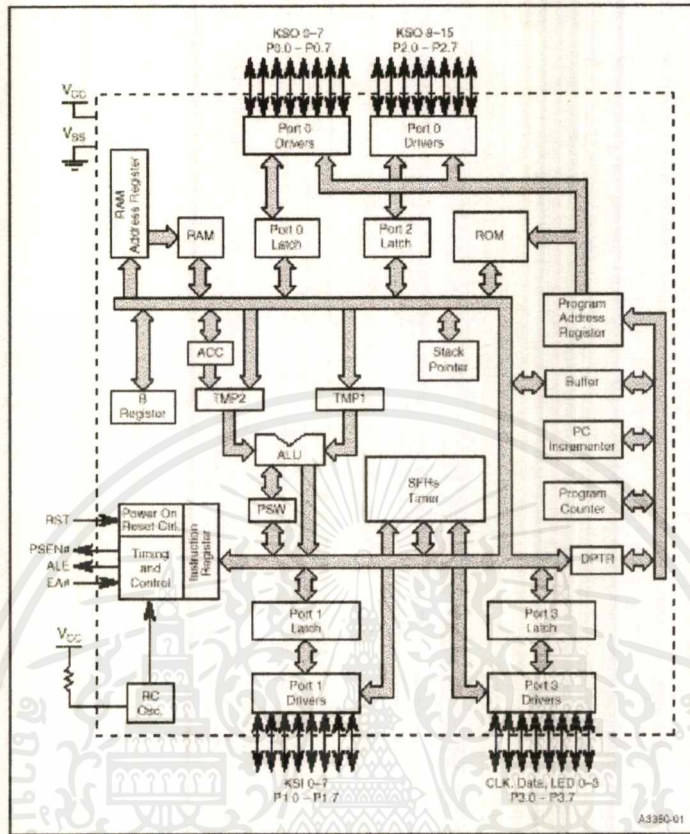 KSO 0–7
P0.0 – P0.7
KSO 8–15
P2.0 – P2.7
VCC
VSS
Port 0
Drivers
Port 0
Drivers
RAM
Address Register
RAM
Port 0
Latch
Port 2
Latch
ROM
Program
Address
Register
ACC
Stack
Pointer
B
Register
TMP2
TMP1
Buffer
ALU
PC
Incrementer
SFRs
Timer
PSW
Program
Counter
RST
PSEN#
ALE
EA#
Power On
Reset Ckt.
Timing
and
Control
Instruction
Register
DPTR
Port 1
Latch
Port 3
Latch
VCC
RC
Osc.
Port 1
Drivers
Port 3
Drivers
KSI 0–7
P1.0 – P1.7
CLK, Data, LED 0–3
P3.0 – P3.7
A3390-01